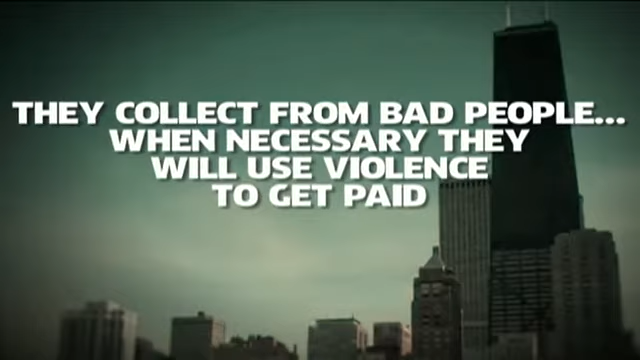 THEY COLLECT FROM BAD PEOPLE...
WHEN NECESSARY THEY
WILL USE VIOLENCE
TO GET PAID